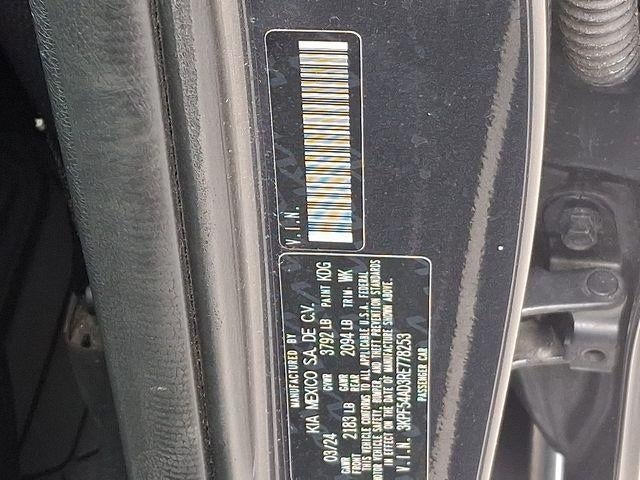 V.I.N.
MANUFACTURED BY
KIA MEXICO S.A. DE C.V.
03/24 GVWR 3792 LB PAINT KDG
GAWR FRONT 2183 LB GAWR REAR 2094 LB TRIM: WK
THIS VEHICLE CONFORMS TO ALL APPLICABLE U.S.A. FEDERAL
MOTOR VEHICLE SAFETY, BUMPER, AND THEFT PREVENTION STANDARDS
IN EFFECT ON THE DATE OF MANUFACTURE SHOWN ABOVE.
V.I.N. 3KPF54AD3RE778253
PASSENGER CAR